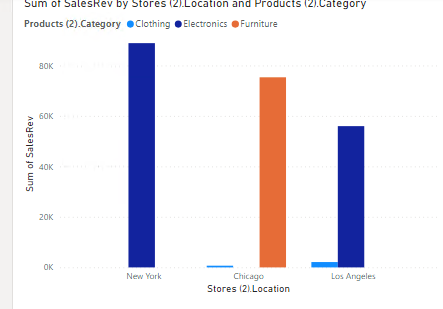 Sum of SalesRev by Stores (2).Location and Products (2).Category
Products (2).Category Clothing Electronics Furniture
80K
60K
40K
20K
0K
Sum of SalesRev
New York Chicago Los Angeles
Stores (2).Location